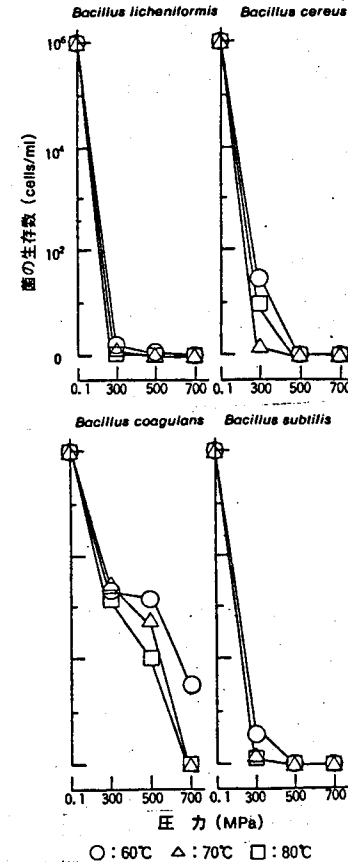 Bacillus licheniformis
Bacillus cereus
10⁶
10⁴
10²
0
菌の生存数 (cells/ml)
0.1 300 500 700
0.1 300 500 700
Bacillus coagulans
Bacillus subtilis
0.1 300 500 700
0.1 300 500 700
圧 力 (MPa)
○:60℃ △:70℃ □:80℃